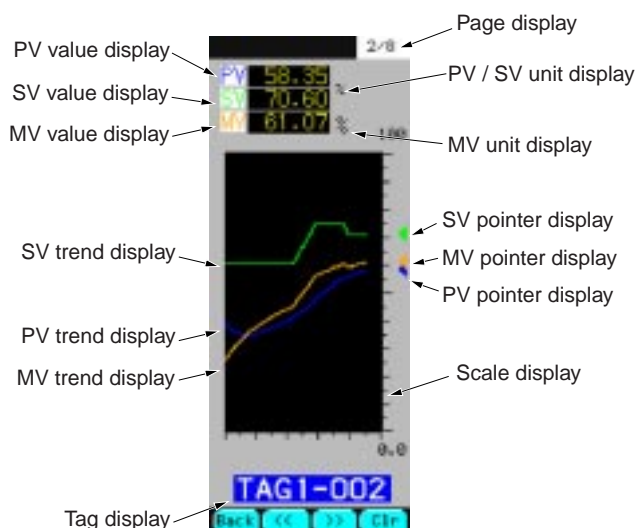 Page display
2/8
PV value display
PV 58.35 %
PV / SV unit display
SV value display
SV 70.60
MV value display
MV 61.07 %
MV unit display
100
SV pointer display
SV trend display
MV pointer display
PV pointer display
PV trend display
MV trend display
Scale display
0.0
TAG1-002
Tag display
Back << >> Clr